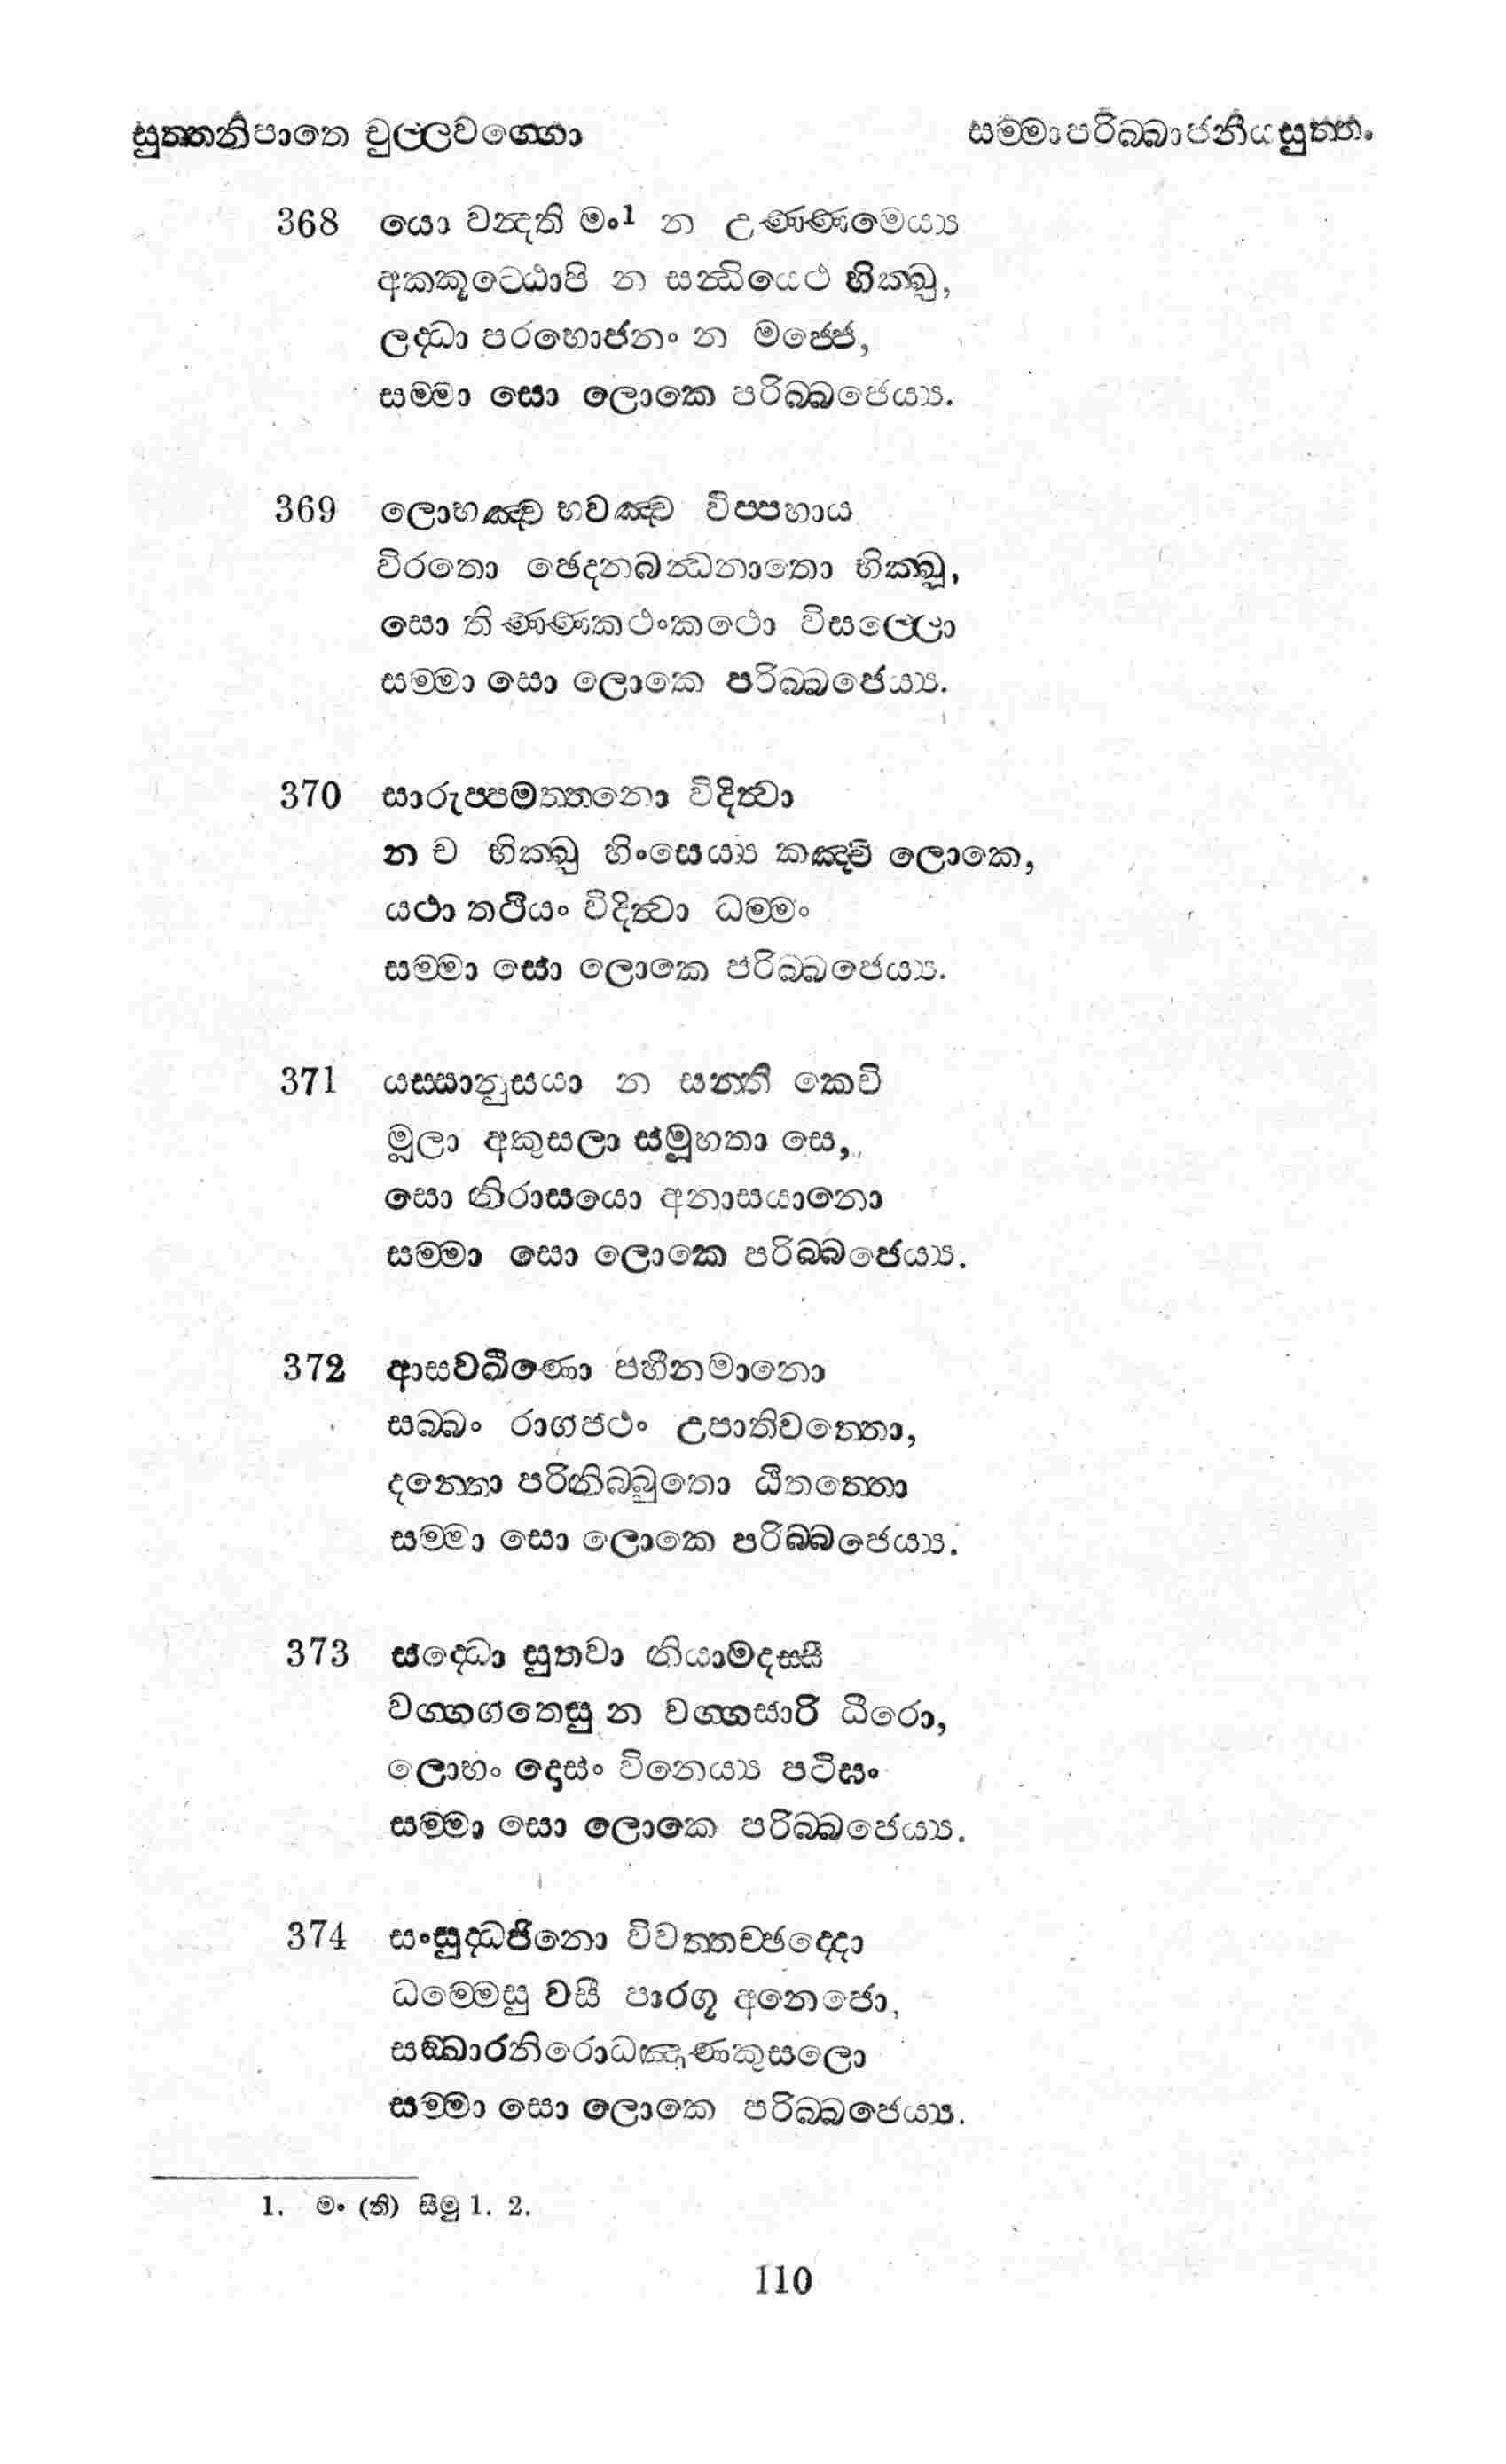 සුත්තනිපාතෙ චුල්ලවග්ගො සම්මාපරිබ්බාජනීයසුත්තං
368 යො වන්දති මං1 න උණ්ණමෙය්‍ය
අක්කුට්ඨොපි න සන්ධියෙථ භික්ඛු,
ලද්ධා පරභොජනං න මජ්ජෙ,
සම්මා සො ලොකෙ පරිබ්බජෙය්‍ය.
369 ලොභඤ්ච භවඤ්ච විප්පහාය
විරතො ඡෙදනබන්ධනාතො භික්ඛූ,
සො තිණ්ණකථංකථො විසල්ලො
සම්මා සො ලොකෙ පරිබ්බජෙය්‍ය.
370 සාරුප්පමත්තනො විදිත්වා
න ච භික්ඛු හිංසෙය්‍ය කඤ්චි ලොකෙ,
යථා තථියං විදිත්වා ධම්මං
සම්මා සො ලොකෙ පරිබ්බජෙය්‍ය.
371 යස්සානුසයා න සන්ති කෙචි
මූලා අකුසලා සමූහතා සෙ,
සො නිරාසයො අනාසයානො
සම්මා සො ලොකෙ පරිබ්බජෙය්‍ය.
372 ආසවඛීණො පහීනමානො
සබ්බං රාගපථං උපාතිවත්තො,
දන්තො පරිනිබ්බුතො ඨිතත්තො
සම්මා සො ලොකෙ පරිබ්බජෙය්‍ය.
373 සද්ධො සුතවා නියාමදස්සී
වග්ගගතෙසු න වග්ගසාරි ධීරො,
ලොභං දොසං විනෙය්‍ය පටිඝං
සම්මා සො ලොකෙ පරිබ්බජෙය්‍ය.
374 සංසුද්ධජිනො විවත්තච්ඡද්දො
ධම්මෙසු වසී පාරගූ අනෙජො,
සඞ්ඛාරනිරොධඤාණකුසලො
සම්මා සො ලොකෙ පරිබ්බජෙය්‍ය.
1. මං (ති) සීමු 1. 2.
110